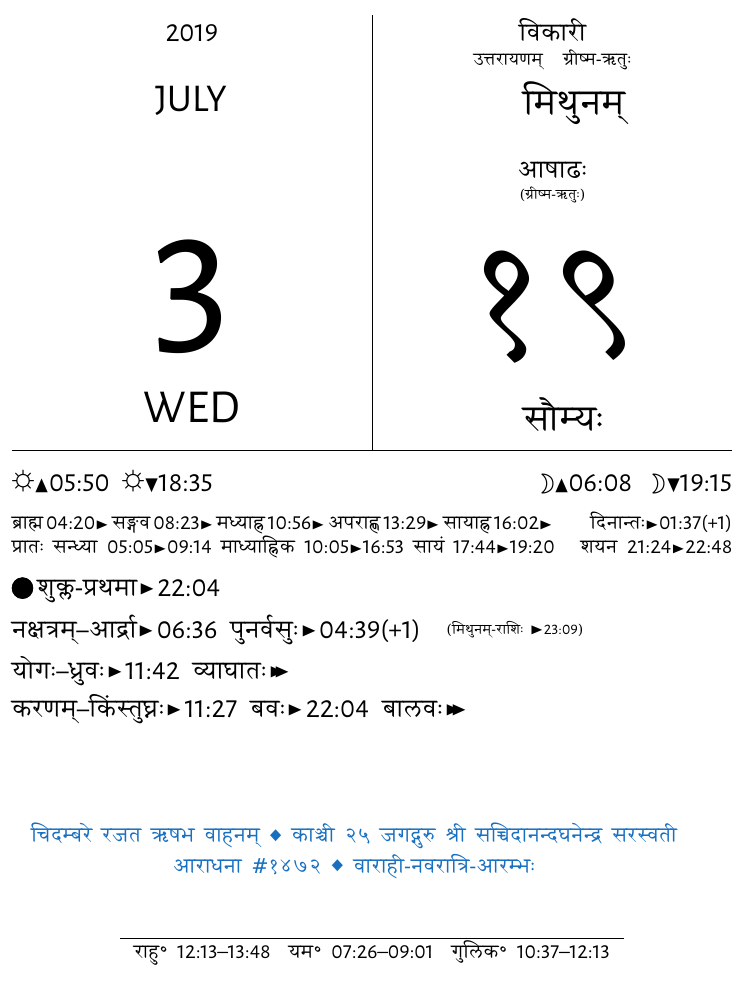 2019
JULY
3
WED
विकारी
उत्तरायणम् ग्रीष्म-ऋतुः
मिथुनम्
आषाढः
(ग्रीष्म-ऋतुः)
१९
सौम्यः
☼▲05:50 ☼▼18:35 ☽▲06:08 ☽▼19:15
ब्राह्म 04:20► सङ्गव 08:23► मध्याह्न 10:56► अपराह्ण 13:29► सायाह्न 16:02► दिनान्तः►01:37(+1)
प्रातः सन्ध्या 05:05►09:14 माध्याह्निक 10:05►16:53 सायं 17:44►19:20 शयन 21:24►22:48
●शुक्ल-प्रथमा►22:04
नक्षत्रम्–आर्द्रा►06:36 पुनर्वसुः►04:39(+1) (मिथुनम्-राशिः ►23:09)
योगः–ध्रुवः►11:42 व्याघातः►►
करणम्–किंस्तुघ्नः►11:27 बवः►22:04 बालवः►►
चिदम्बरे रजत ऋषभ वाहनम् ◆ काञ्ची २५ जगद्गुरु श्री सच्चिदानन्दघनेन्द्र सरस्वती
आराधना #१४७२ ◆ वाराही-नवरात्रि-आरम्भः
राहु° 12:13–13:48 यम° 07:26–09:01 गुलिक° 10:37–12:13